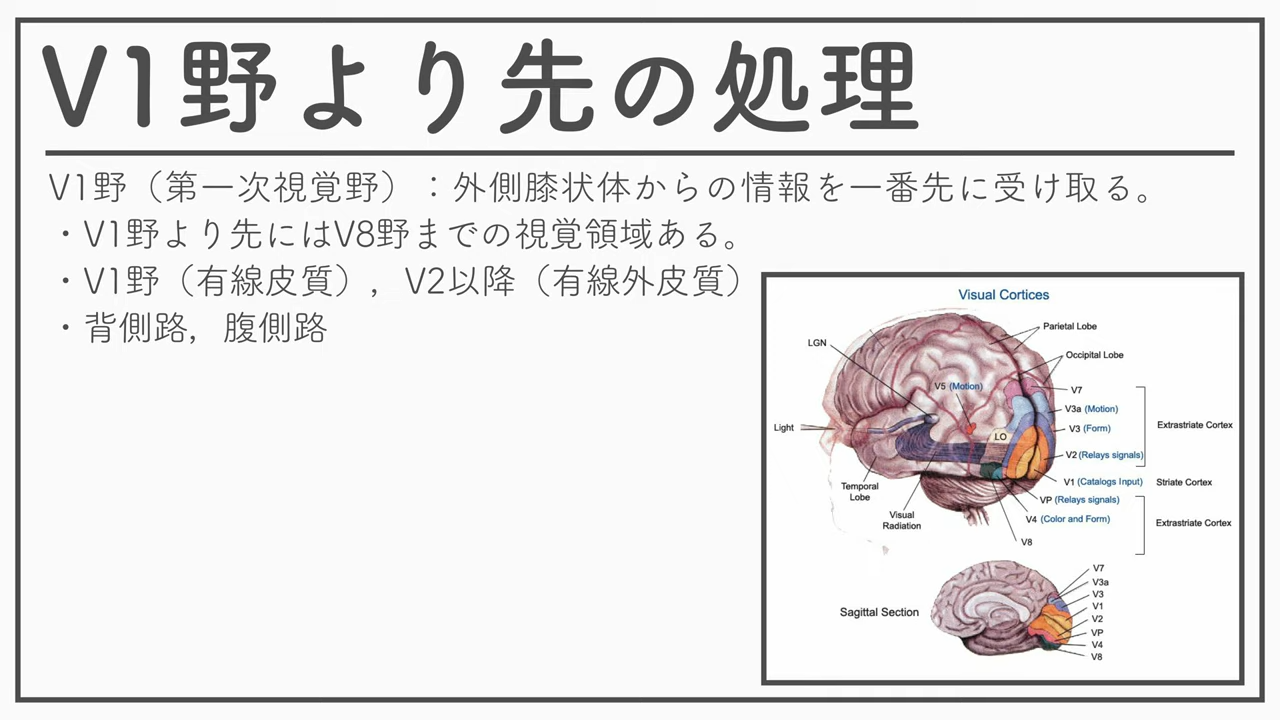 V1野より先の処理
V1野（第一次視覚野）：外側膝状体からの情報を一番先に受け取る。
・V1野より先にはV8野までの視覚領域ある。
・V1野（有線皮質），V2以降（有線外皮質）
・背側路，腹側路
Visual Cortices
Parietal Lobe
LGN
Occipital Lobe
V5 (Motion)
V7
V3a (Motion)
Extrastriate Cortex
Light
V3 (Form)
LO
V2 (Relays signals)
V1 (Catalogs Input)
Striate Cortex
Temporal
Lobe
VP (Relays signals)
Visual
Radiation
V4 (Color and Form)
Extrastriate Cortex
V8
V7
V3a
V3
Sagittal Section
V1
V2
VP
V4
V8